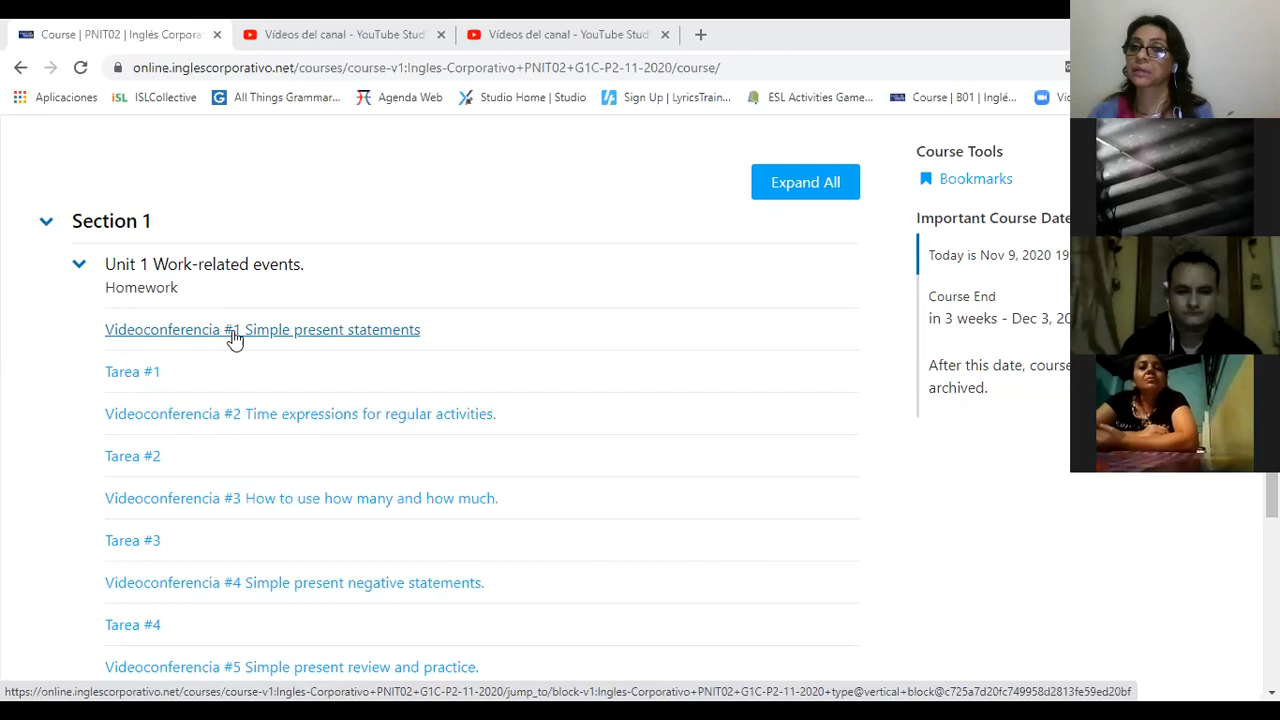 Course | PNIT02 | Inglés Corpora
Vídeos del canal - YouTube Stud
Vídeos del canal - YouTube Stud
online.inglescorporativo.net/courses/course-v1:Ingles-Corporativo+PNIT02+G1C-P2-11-2020/course/
Aplicaciones
iSL ISLCollective
All Things Grammar...
Agenda Web
Studio Home | Studio
Sign Up | LyricsTrain...
ESL Activities Game...
Course | B01 | Inglé...
Expand All
Section 1
Unit 1 Work-related events.
Homework
Videoconferencia #1 Simple present statements
Tarea #1
Videoconferencia #2 Time expressions for regular activities.
Tarea #2
Videoconferencia #3 How to use how many and how much.
Tarea #3
Videoconferencia #4 Simple present negative statements.
Tarea #4
Videoconferencia #5 Simple present review and practice.
Course Tools
Bookmarks
Important Course Date
Today is Nov 9, 2020 19
Course End
in 3 weeks - Dec 3, 20
After this date, course
archived.
https://online.inglescorporativo.net/courses/course-v1:Ingles-Corporativo+PNIT02+G1C-P2-11-2020/jump_to/block-v1:Ingles-Corporativo+PNIT02+G1C-P2-11-2020+type@vertical+block@c725a7d20fc749958d2813fe59ed20bf